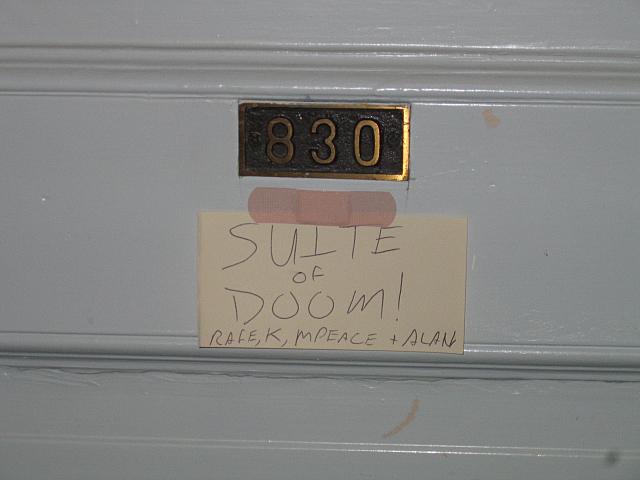 830
SUITE
OF
DOOM!
RAFE, K, MPEACE + ALAN